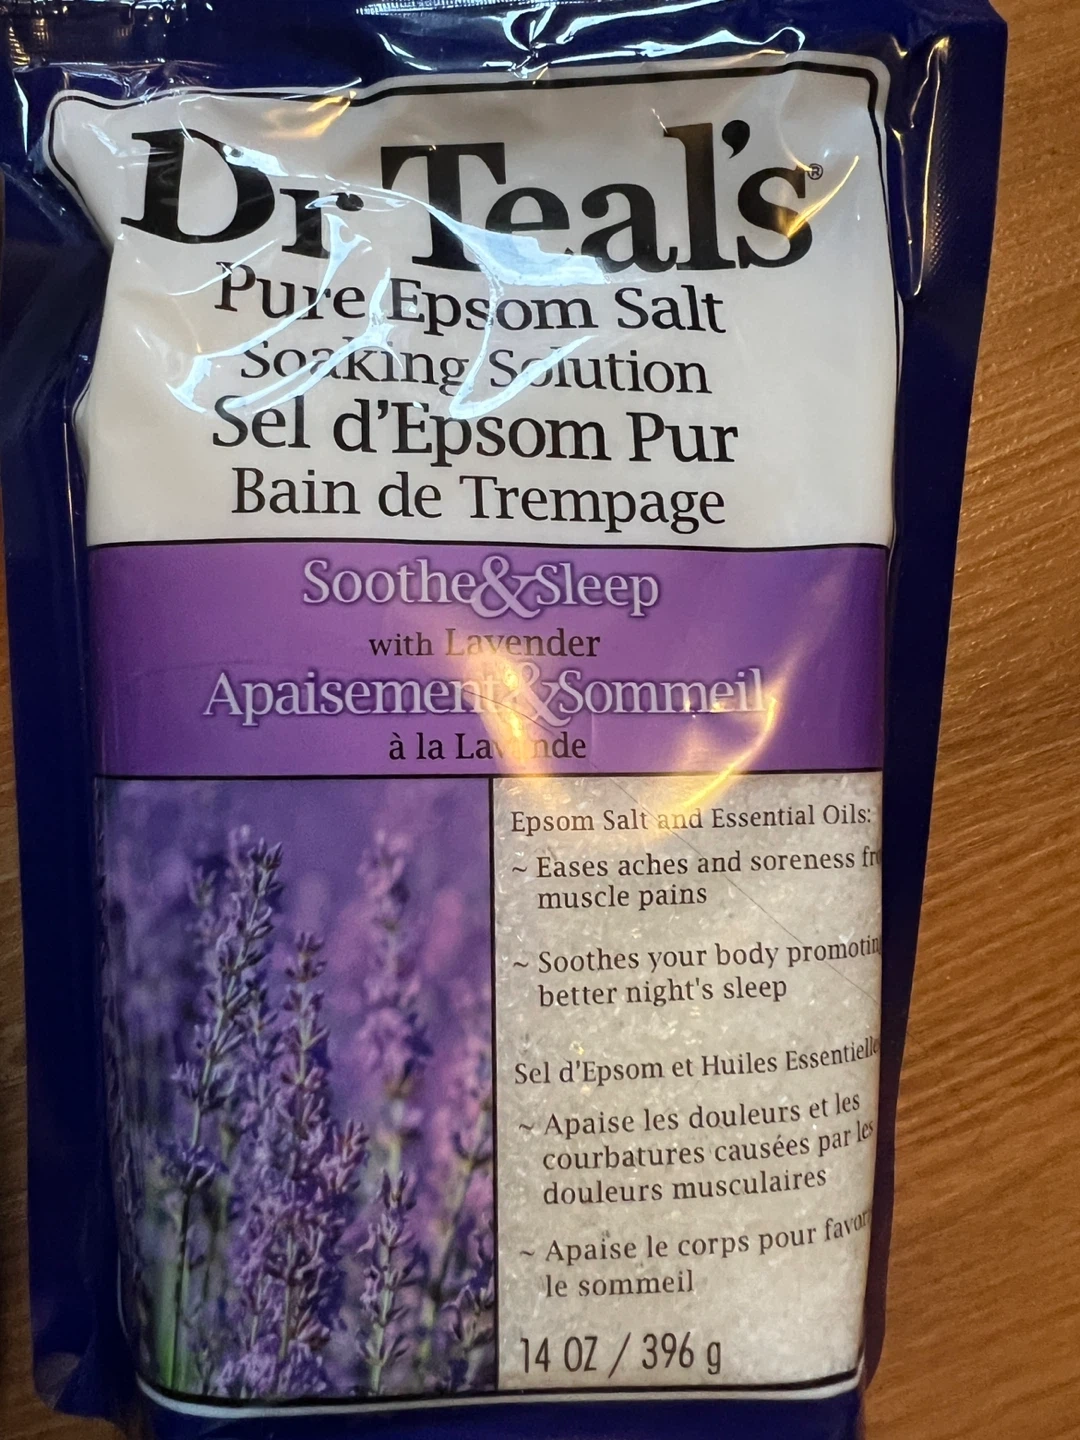 Dr Teal's®
Pure Epsom Salt
Soaking Solution
Sel d'Epsom Pur
Bain de Trempage
Soothe & Sleep
with Lavender
Apaisement & Sommeil
à la Lavande
Epsom Salt and Essential Oils:
~ Eases aches and soreness
muscle pains
~ Soothes your body
better night's sleep
Sel d'Epsom et Huiles
~ Apaise les douleurs et les
courbatures causées par les
douleurs musculaires
~ Apaise le corps pour
le sommeil
14 OZ / 396 g